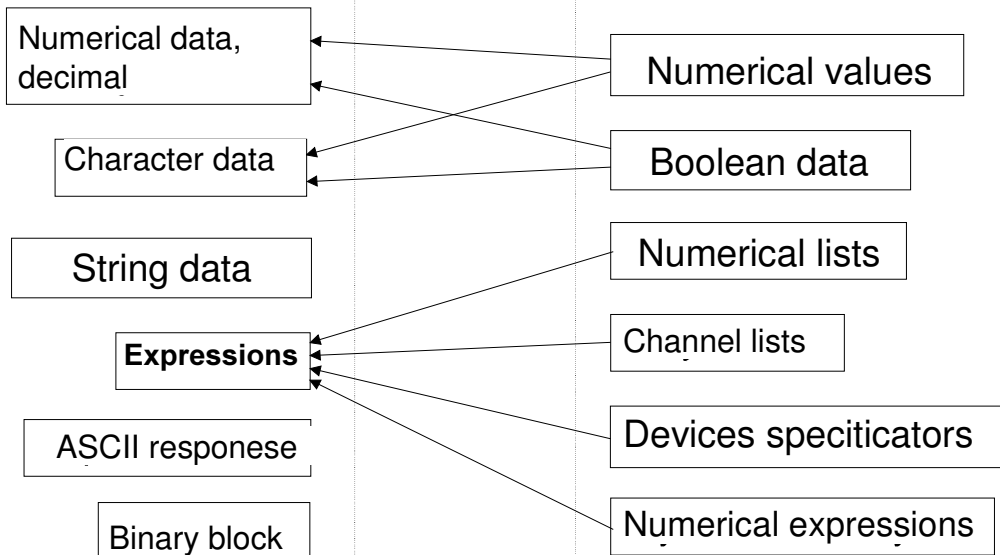 Numerical data,
decimal
Character data
String data
Expressions
ASCII responese
Binary block
Numerical values
Boolean data
Numerical lists
Channel lists
Devices speciticators
Numerical expressions